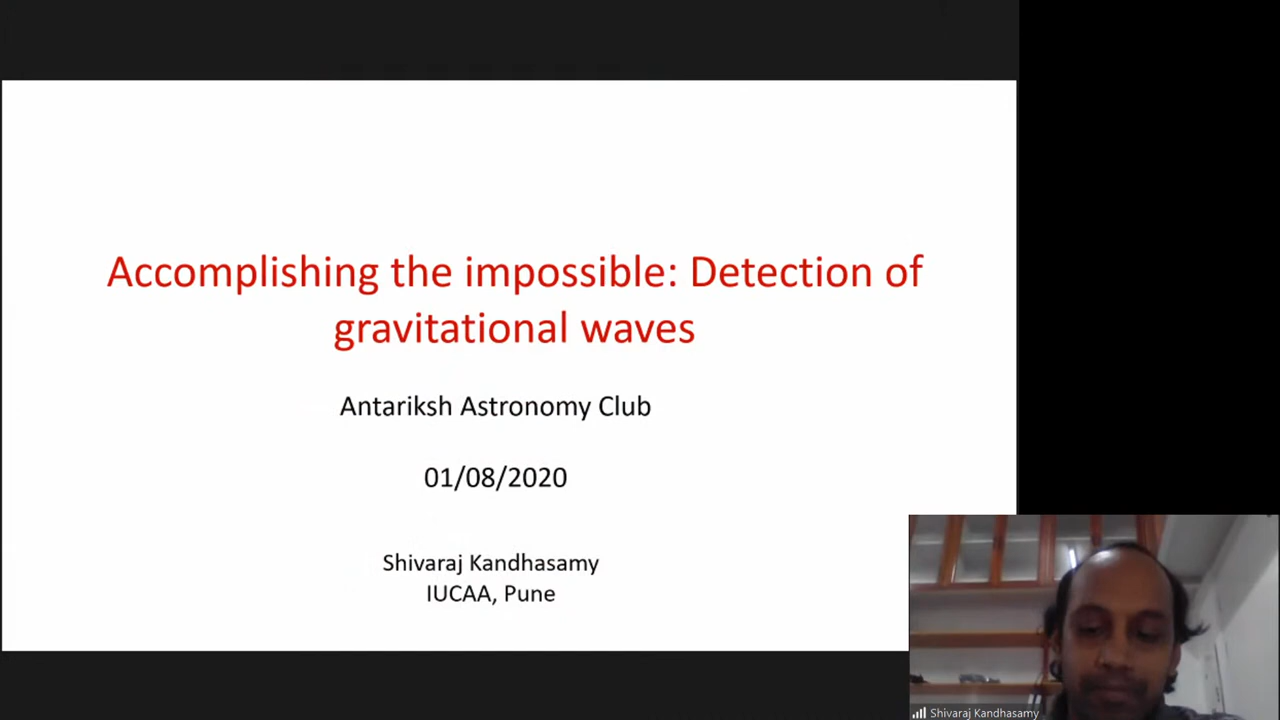 Accomplishing the impossible: Detection of
gravitational waves
Antariksh Astronomy Club
01/08/2020
Shivaraj Kandhasamy
IUCAA, Pune
Shivaraj Kandhasamy